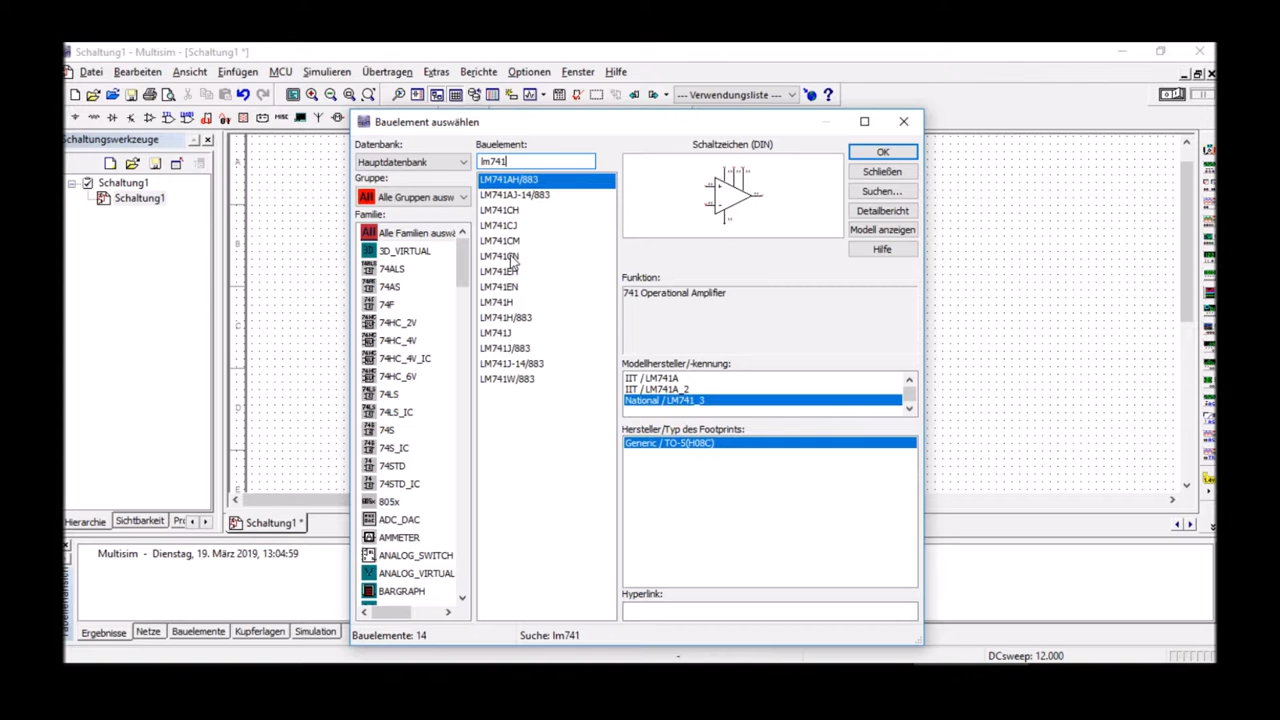 Schaltung1 - Multisim - [Schaltung1 *]
Datei Bearbeiten Ansicht Einfügen MCU Simulieren Übertragen Extras Berichte Optionen Fenster Hilfe
--- Verwendungsliste ---
Schaltungswerkzeuge
Schaltung1
Schaltung1
Bauelement auswählen
Datenbank:
Hauptdatenbank
Gruppe:
Alle Gruppen ausw
Familie:
Alle Familien auswä
3D_VIRTUAL
74ALS
74AS
74F
74HC_2V
74HC_4V
74HC_4V_IC
74HC_6V
74LS
74LS_IC
74S
74S_IC
74STD
74STD_IC
805x
ADC_DAC
AMMETER
ANALOG_SWITCH
ANALOG_VIRTUAL
BARGRAPH
Bauelement:
lm741
LM741AH/883
LM741AJ-14/883
LM741CH
LM741CJ
LM741CM
LM741CN
LM741EN
LM741H
LM741H/883
LM741J
LM741J/883
LM741J-14/883
LM741W/883
Schaltzeichen (DIN)
OK
Schließen
Suchen...
Detailbericht
Modell anzeigen
Hilfe
Funktion:
741 Operational Amplifier
Modellhersteller/-kennung:
IIT / LM741A
IIT / LM741A_2
National / LM741_3
Hersteller/Typ des Footprints:
Generic / TO-5(H08C)
Hyperlink:
Bauelemente: 14 Suche: lm741
Hierarchie Sichtbarkeit Pr
Schaltung1 *
Multisim - Dienstag, 19. März 2019, 13:04:59
Ergebnisse Netze Bauelemente Kupferlagen Simulation
DCsweep: 12.000